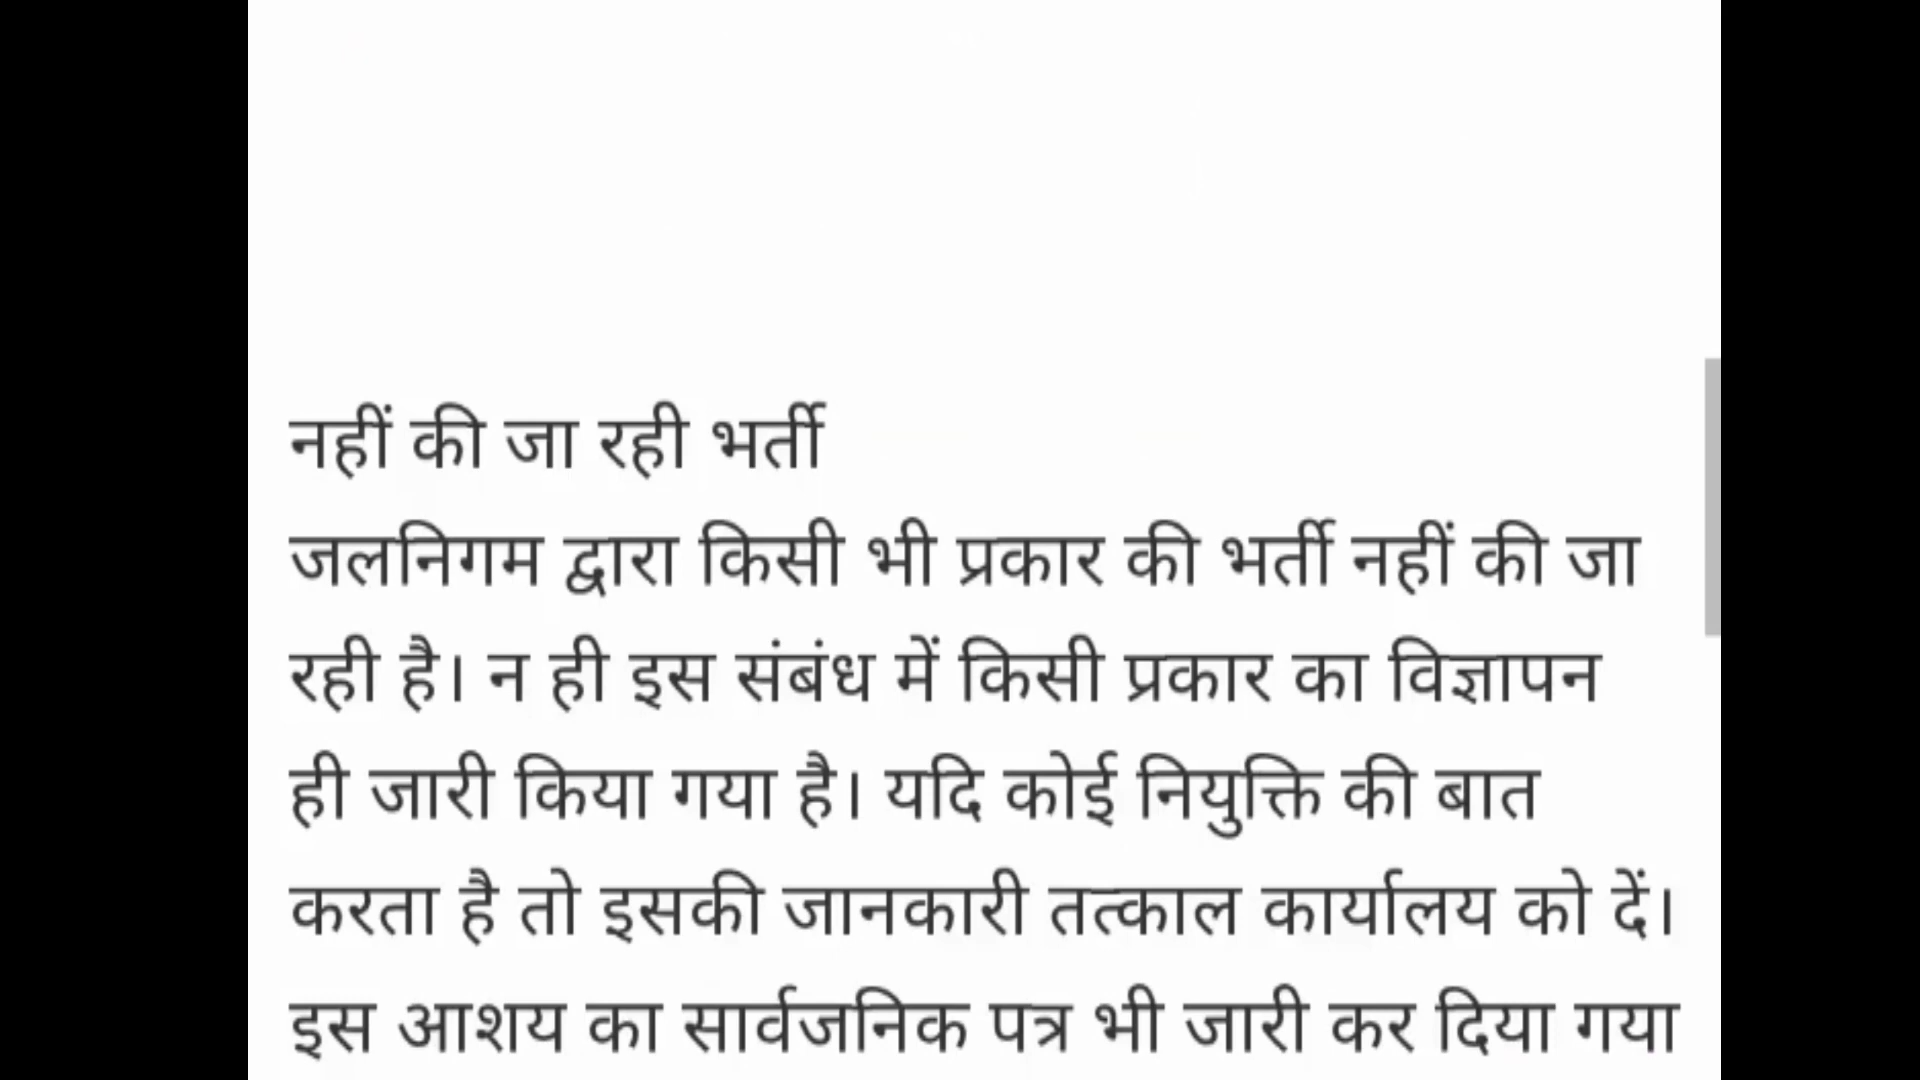 नहीं की जा रही भर्ती
जलनिगम द्वारा किसी भी प्रकार की भर्ती नहीं की जा
रही है। न ही इस संबंध में किसी प्रकार का विज्ञापन
ही जारी किया गया है। यदि कोई नियुक्ति की बात
करता है तो इसकी जानकारी तत्काल कार्यालय को दें।
इस आशय का सार्वजनिक पत्र भी जारी कर दिया गया